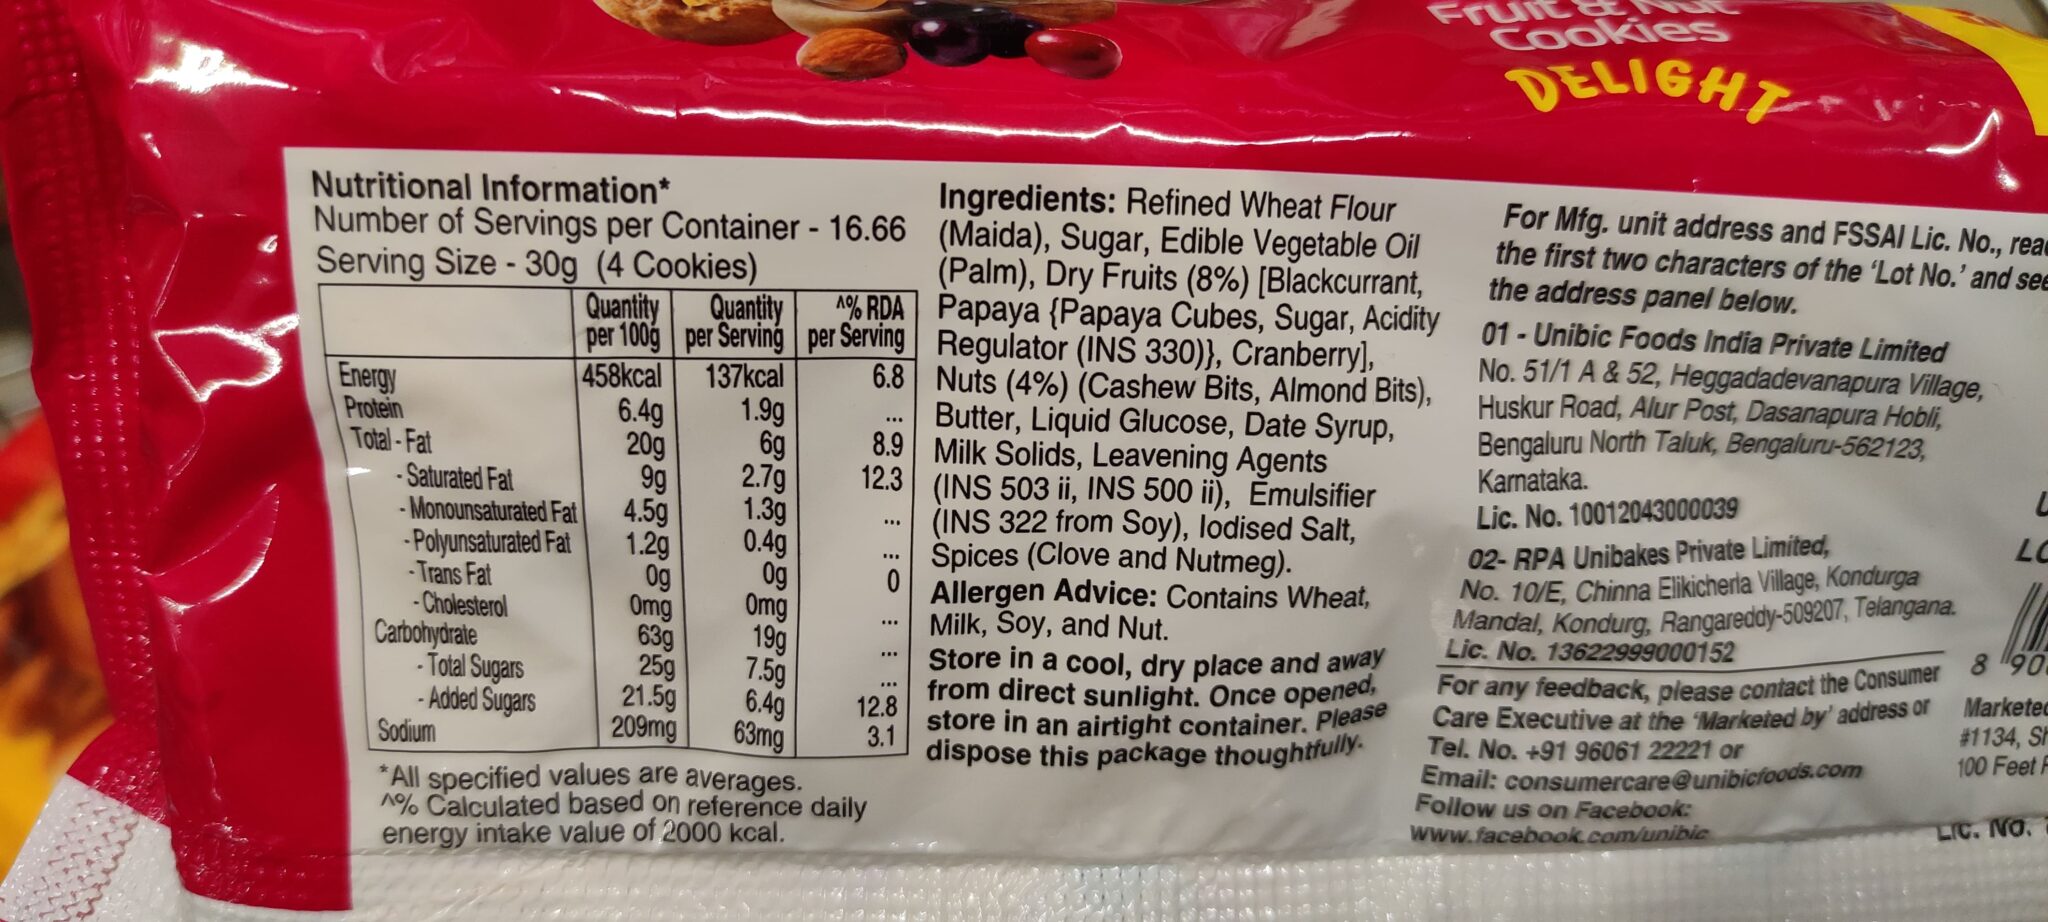 Fruit & Nut
Cookies
DELIGHT
Nutritional Information*
Number of Servings per Container - 16.66
Serving Size - 30g (4 Cookies)
Quantity per 100g Quantity per Serving ^% RDA per Serving
Energy 458kcal 137kcal 6.8
Protein 6.4g 1.9g ...
Total - Fat 20g 6g 8.9
- Saturated Fat 9g 2.7g 12.3
- Monounsaturated Fat 4.5g 1.3g ...
- Polyunsaturated Fat 1.2g 0.4g ...
- Trans Fat 0g 0g 0
- Cholesterol 0mg 0mg ...
Carbohydrate 63g 19g ...
- Total Sugars 25g 7.5g ...
- Added Sugars 21.5g 6.4g 12.8
Sodium 209mg 63mg 3.1
*All specified values are averages.
^% Calculated based on reference daily
energy intake value of 2000 kcal.
Ingredients: Refined Wheat Flour
(Maida), Sugar, Edible Vegetable Oil
(Palm), Dry Fruits (8%) [Blackcurrant,
Papaya {Papaya Cubes, Sugar, Acidity
Regulator (INS 330)}, Cranberry],
Nuts (4%) (Cashew Bits, Almond Bits),
Butter, Liquid Glucose, Date Syrup,
Milk Solids, Leavening Agents
(INS 503 ii, INS 500 ii), Emulsifier
(INS 322 from Soy), Iodised Salt,
Spices (Clove and Nutmeg).
Allergen Advice: Contains Wheat,
Milk, Soy, and Nut.
Store in a cool, dry place and away
from direct sunlight. Once opened,
store in an airtight container. Please
dispose this package thoughtfully.
For Mfg. unit address and FSSAI Lic. No.,
the first two characters of the 'Lot No.' and see
the address panel below.
01 - Unibic Foods India Private Limited
No. 51/1 A & 52, Heggadadevanapura Village,
Huskur Road, Alur Post, Dasanapura Hobli,
Bengaluru North Taluk, Bengaluru-562123,
Karnataka.
Lic. No. 10012043000039
02- RPA Unibakes Private Limited,
No. 10/E, Chinna Elikicherla Village, Kondurga
Mandal, Kondurg, Rangareddy-509207, Telangana.
Lic. No. 13622999000152
For any feedback, please contact the Consumer
Care Executive at the 'Marketed by' address or
Tel. No. +91 96061 22221 or
Email: consumercare@unibicfoods.com
Follow us on Facebook:
www.facebook.com/unibic
8 90
#1134,
100 Feet
Lic. No.